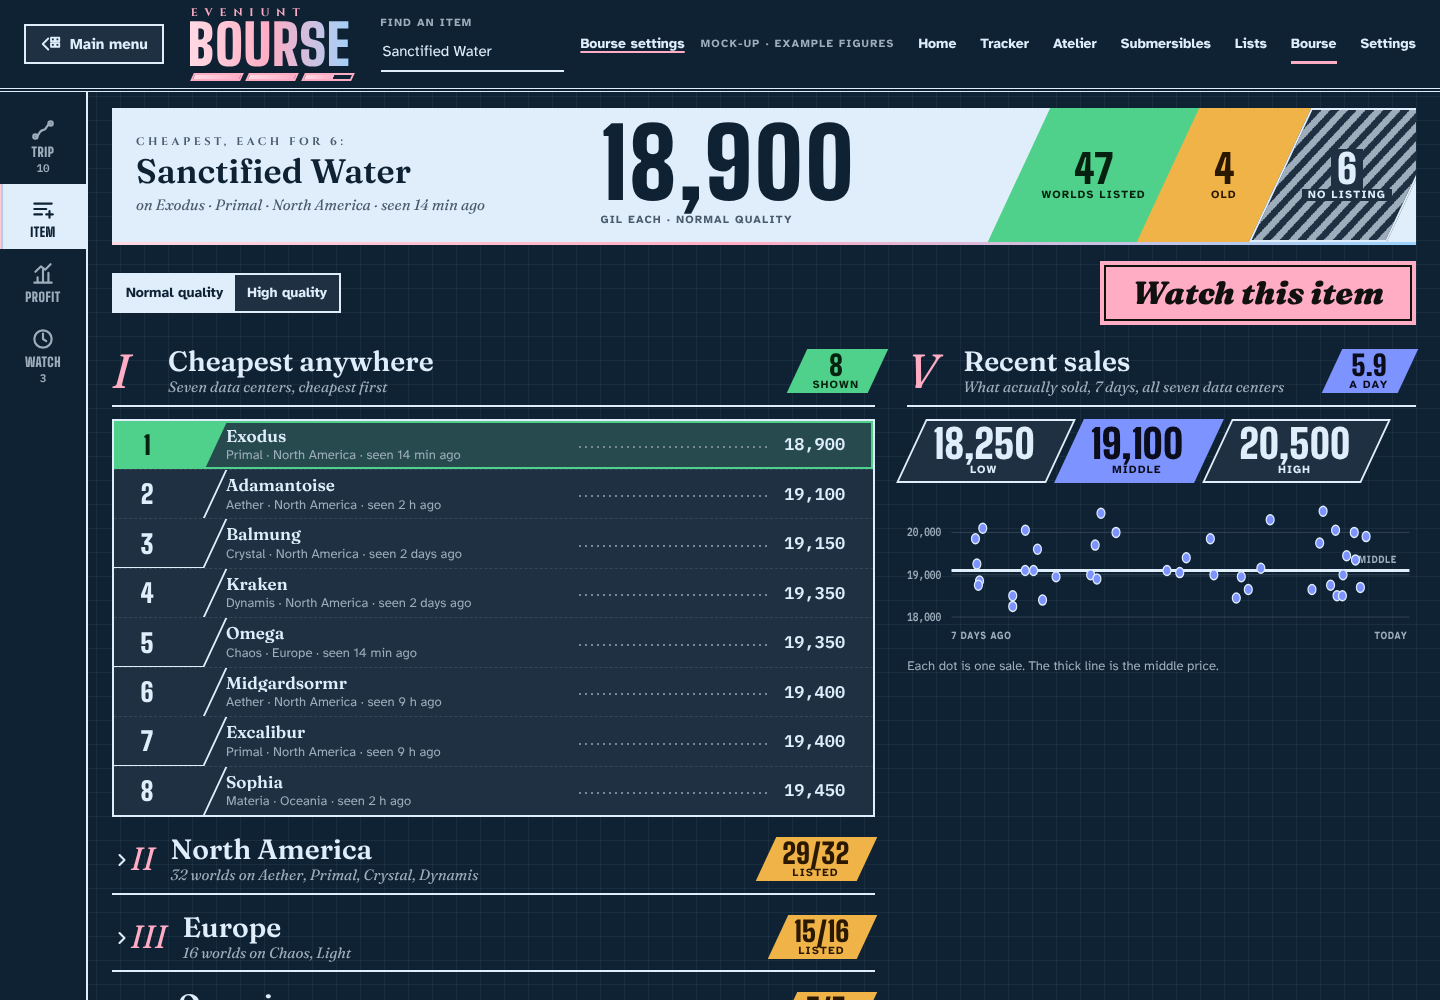 Main menu
EVENIUNT
BOURSE
FIND AN ITEM
Sanctified Water
Bourse settings
MOCK-UP · EXAMPLE FIGURES
Home
Tracker
Atelier
Submersibles
Lists
Bourse
Settings
TRIP
10
ITEM
PROFIT
WATCH
3
CHEAPEST, EACH FOR 6:
Sanctified Water
on Exodus · Primal · North America · seen 14 min ago
18,900
GIL EACH · NORMAL QUALITY
47
WORLDS LISTED
4
OLD
6
NO LISTING
Normal quality
High quality
Watch this item
I
Cheapest anywhere
Seven data centers, cheapest first
8
SHOWN
1
Exodus
Primal · North America · seen 14 min ago
18,900
2
Adamantoise
Aether · North America · seen 2 h ago
19,100
3
Balmung
Crystal · North America · seen 2 days ago
19,150
4
Kraken
Dynamis · North America · seen 2 days ago
19,350
5
Omega
Chaos · Europe · seen 14 min ago
19,350
6
Midgardsormr
Aether · North America · seen 9 h ago
19,400
7
Excalibur
Primal · North America · seen 9 h ago
19,400
8
Sophia
Materia · Oceania · seen 2 h ago
19,450
II
North America
32 worlds on Aether, Primal, Crystal, Dynamis
29/32
LISTED
III
Europe
16 worlds on Chaos, Light
15/16
LISTED
V
Recent sales
What actually sold, 7 days, all seven data centers
5.9
A DAY
18,250
LOW
19,100
MIDDLE
20,500
HIGH
20,000
19,000
18,000
MIDDLE
7 DAYS AGO
TODAY
Each dot is one sale. The thick line is the middle price.